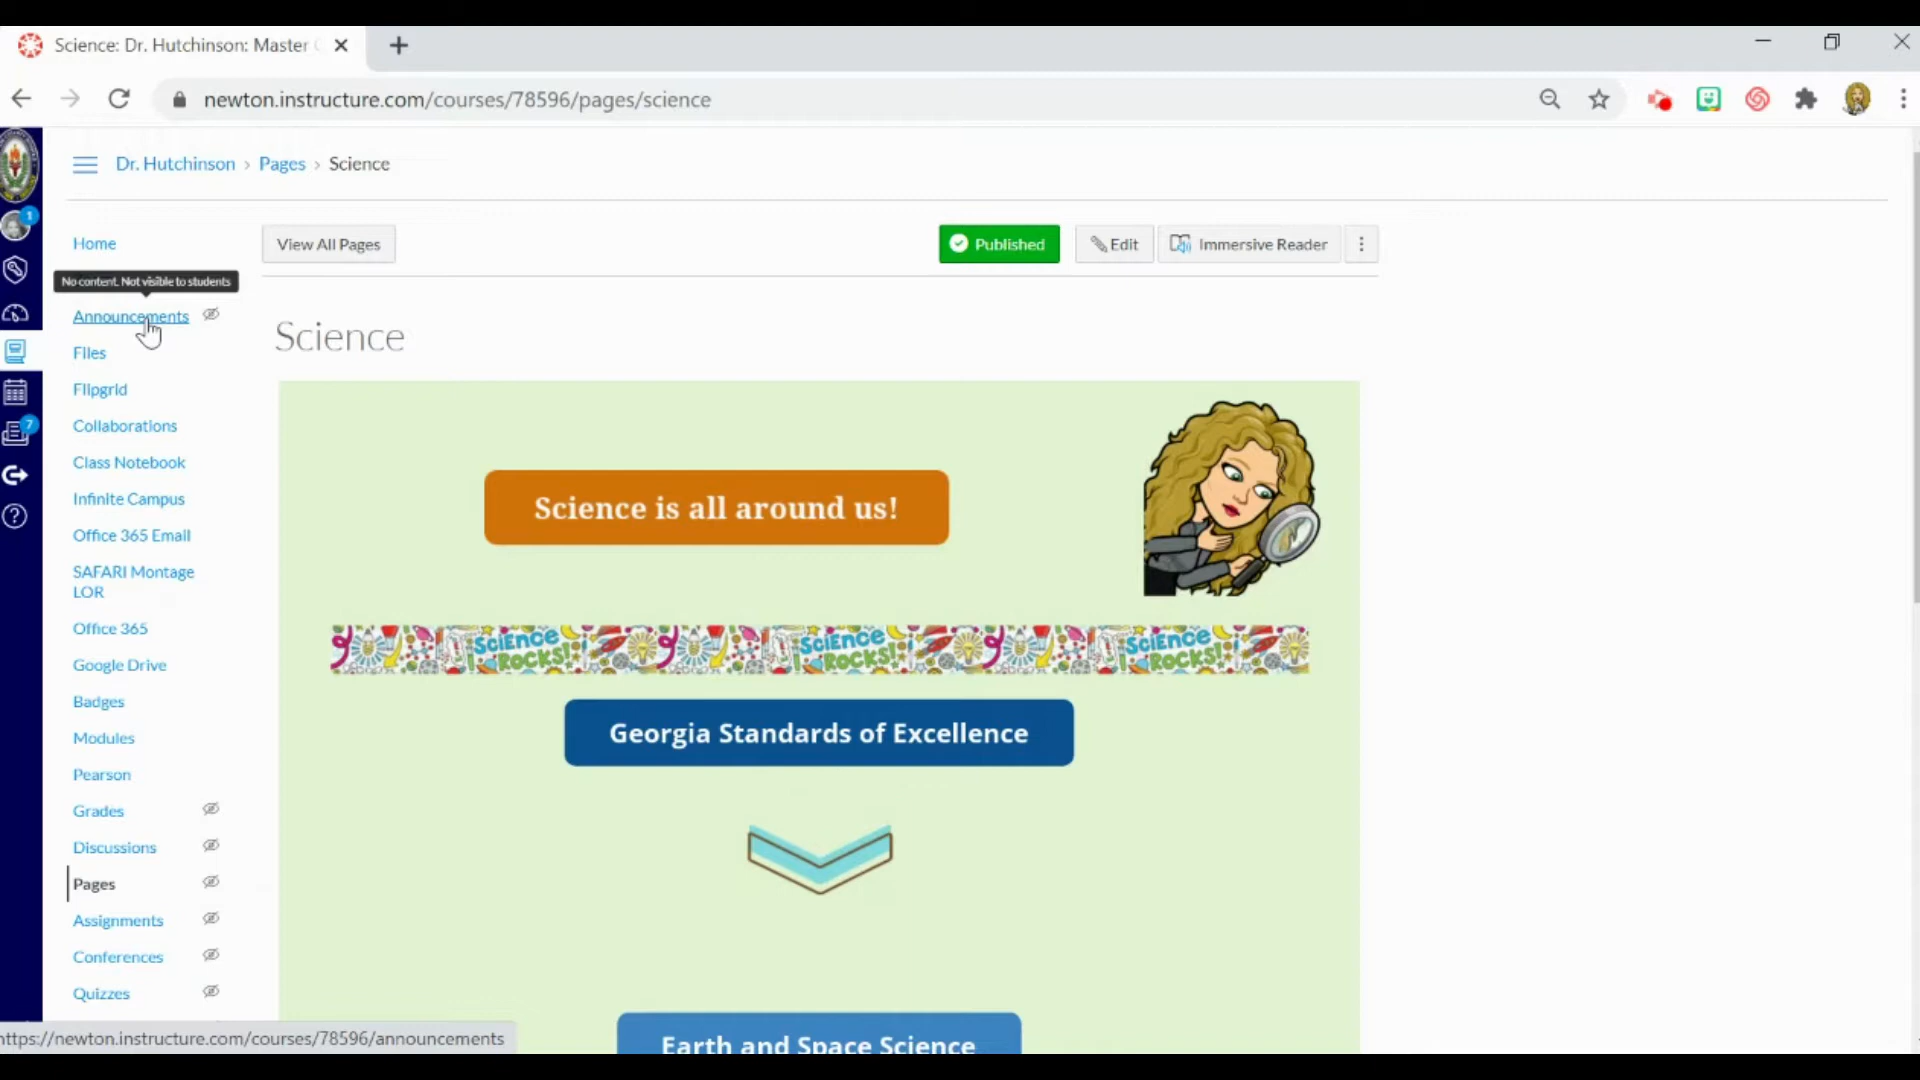 Science: Dr. Hutchinson: Master
newton.instructure.com/courses/78596/pages/science
Dr. Hutchinson › Pages › Science
1
Home
View All Pages
Published
Edit
Immersive Reader
No content. Not visible to students
Announcements
Science
Files
Flipgrid
7
Collaborations
Class Notebook
Infinite Campus
Science is all around us!
Office 365 Email
SAFARI Montage
LOR
Office 365
SCiENCe SCiENCe SCiENCe
ROCKS! ROCKS! ROCKS!
Google Drive
Badges
Georgia Standards of Excellence
Modules
Pearson
Grades
Discussions
Pages
Assignments
Conferences
Quizzes
https://newton.instructure.com/courses/78596/announcements
Earth and Space Science